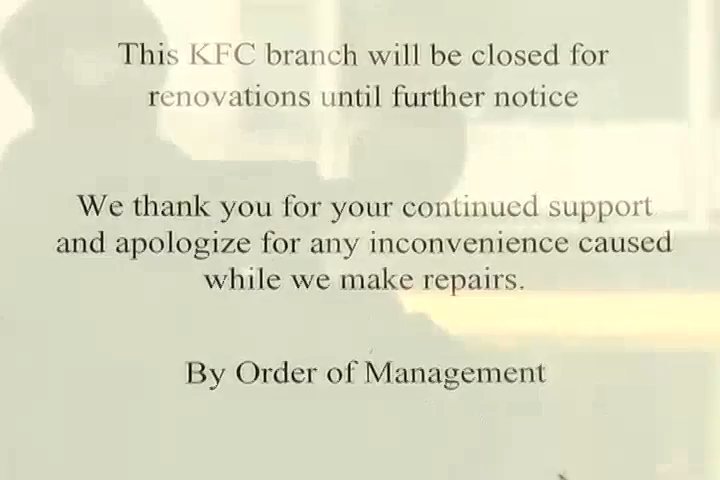 This KFC branch will be closed for
renovations until further notice
We thank you for your continued support
and apologize for any inconvenience caused
while we make repairs.
By Order of Management